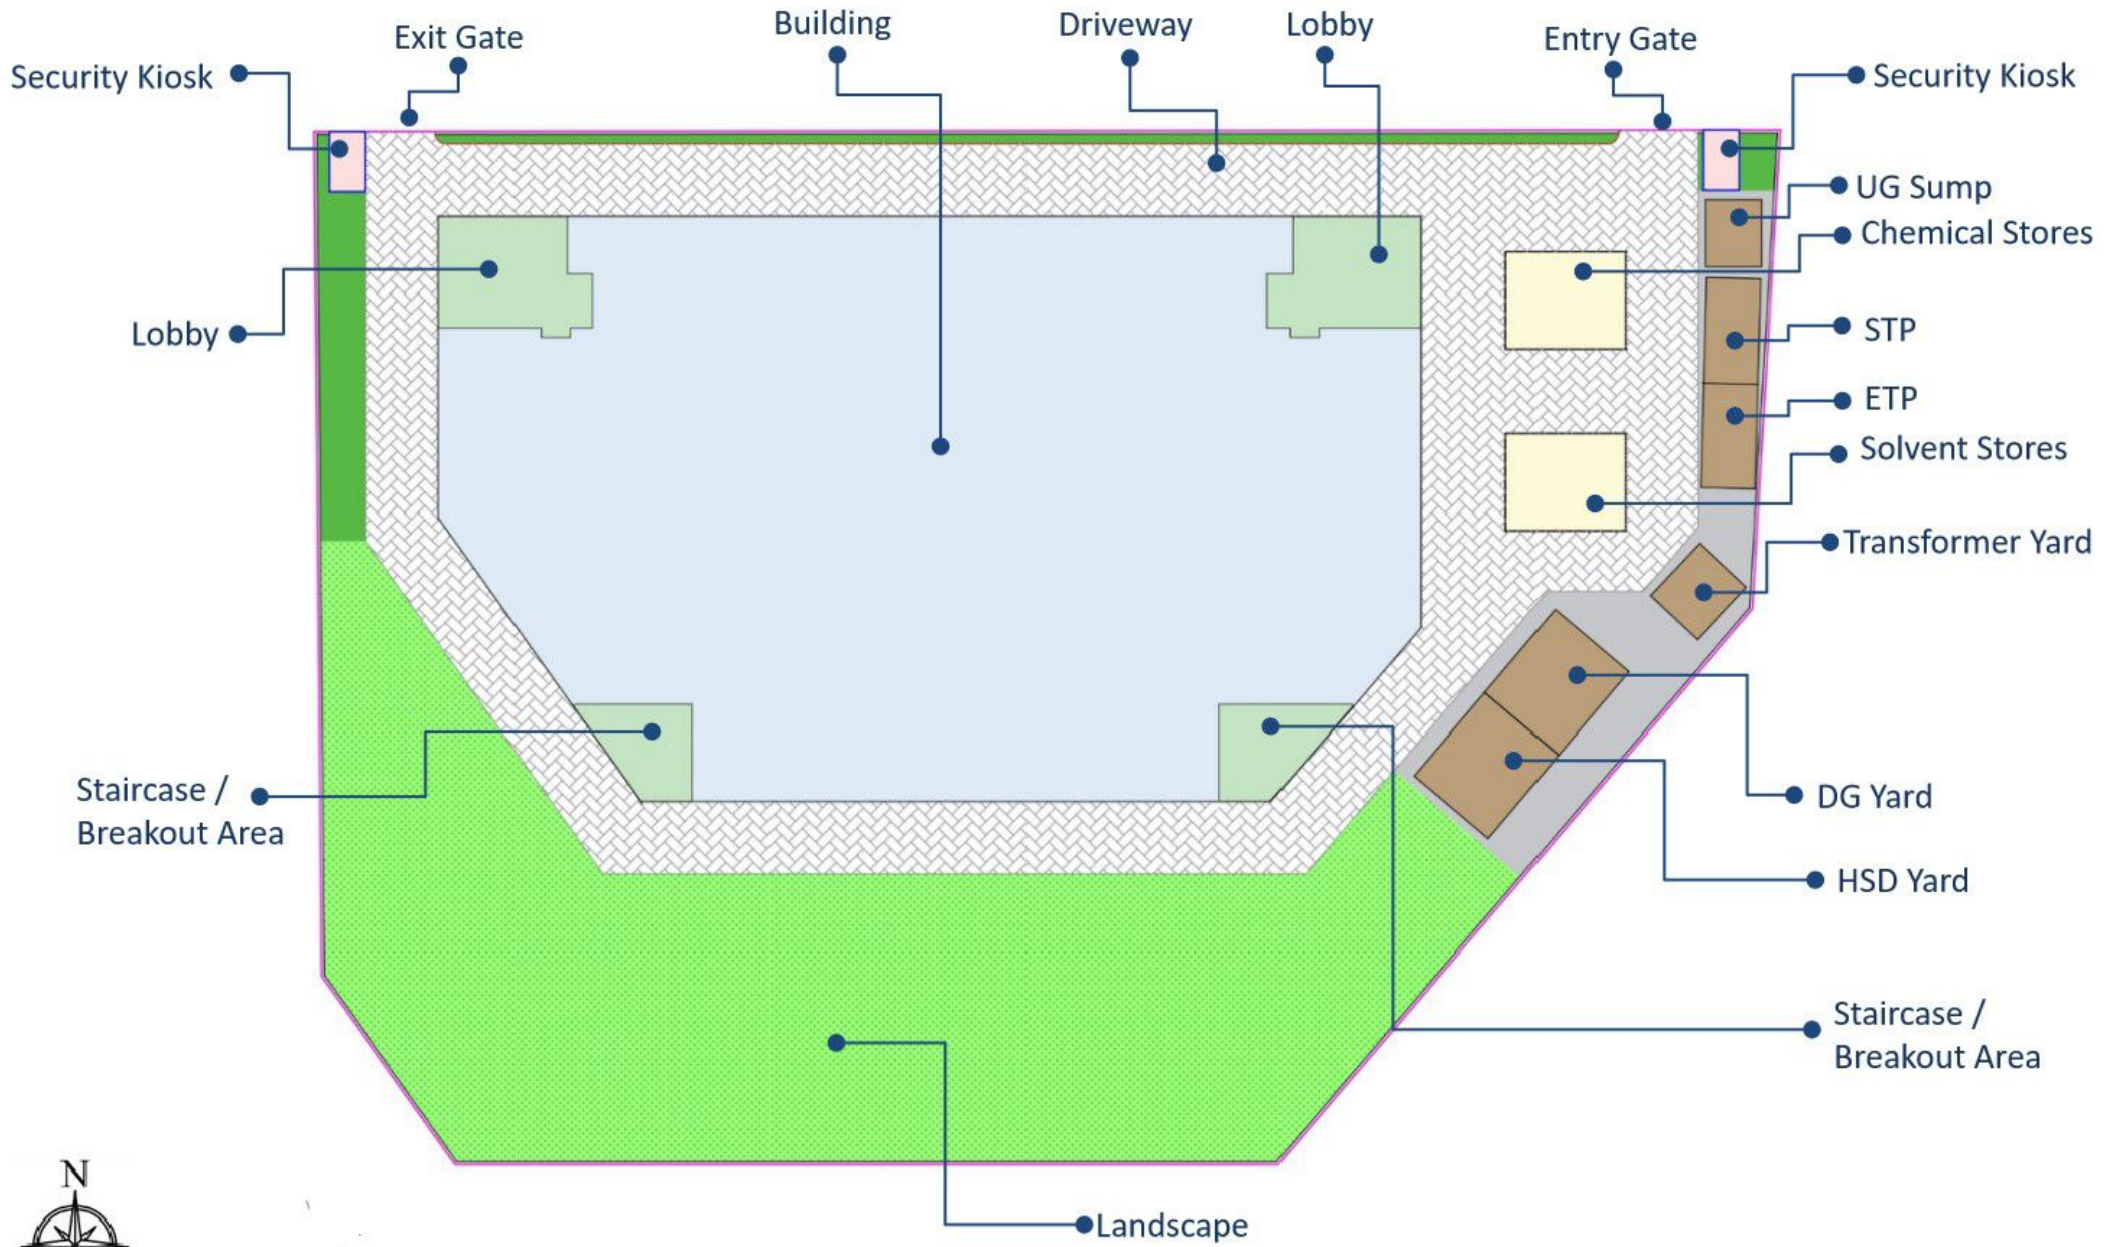 Building
Driveway
Lobby
Exit Gate
Entry Gate
Security Kiosk
Security Kiosk
UG Sump
Chemical Stores
Lobby
STP
ETP
Solvent Stores
Transformer Yard
Staircase /
Breakout Area
DG Yard
HSD Yard
Staircase /
Breakout Area
N
Landscape